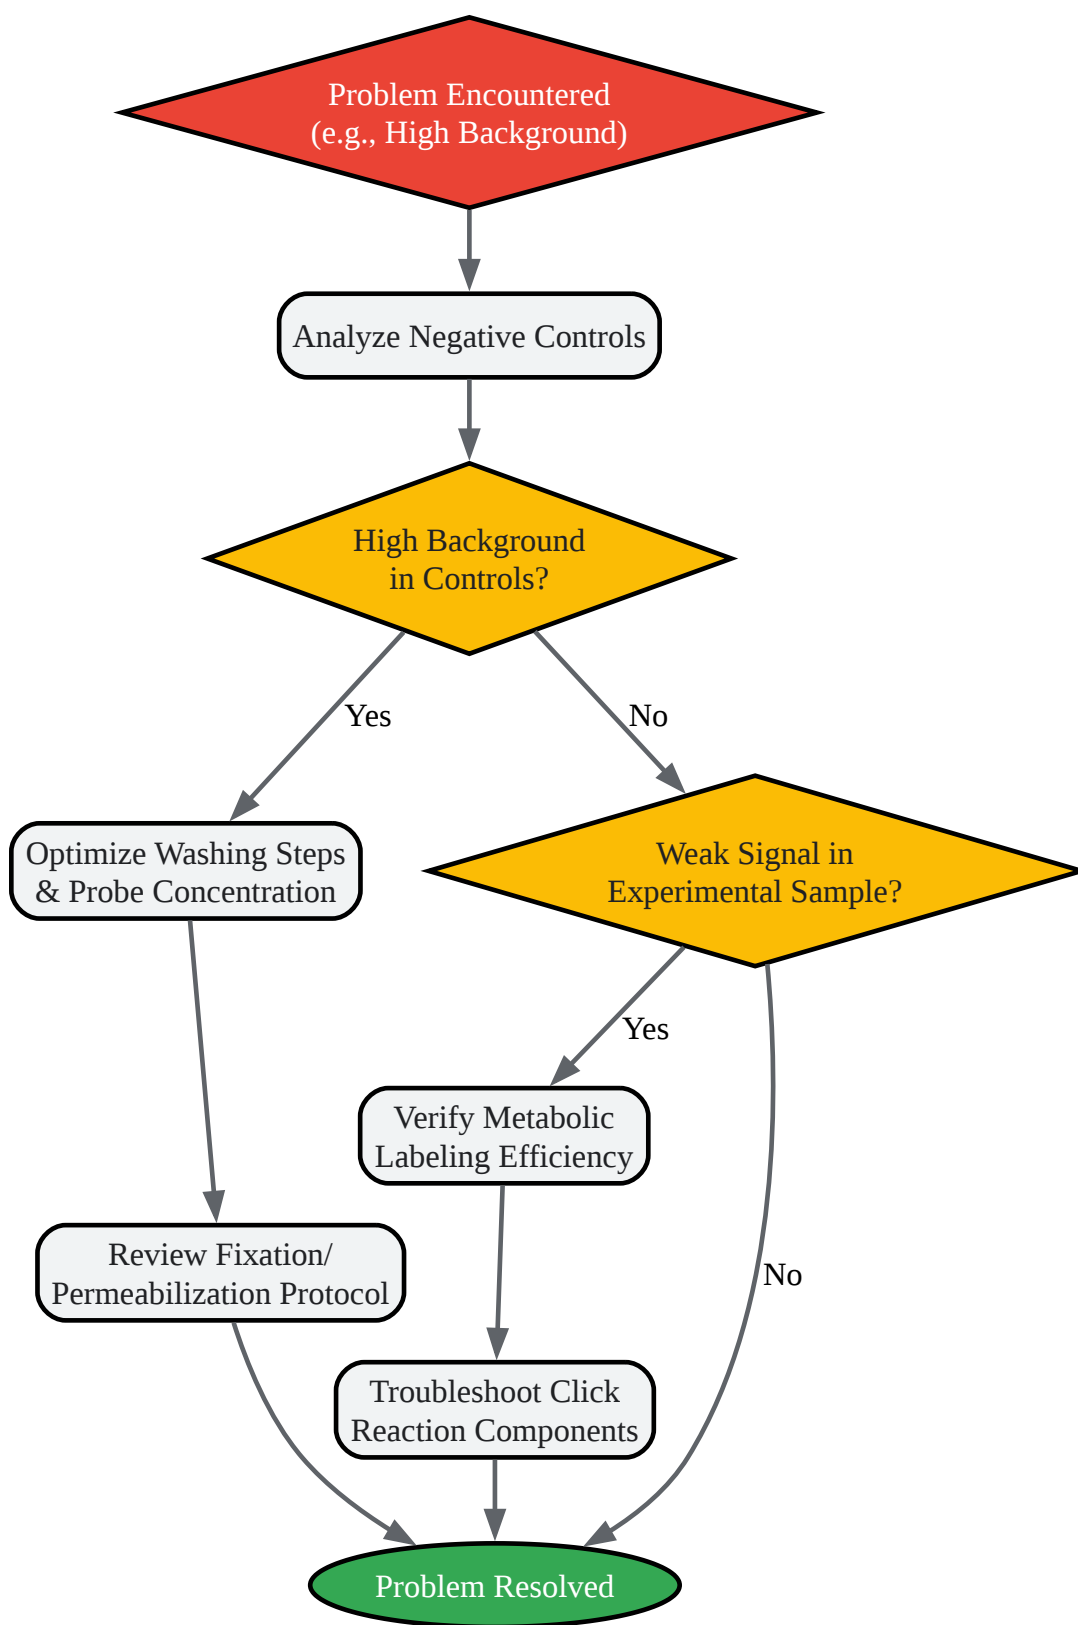 Problem Encountered
(e.g., High Background)
Analyze Negative Controls
High Background
in Controls?
Yes
No
Optimize Washing Steps
& Probe Concentration
Weak Signal in
Experimental Sample?
Yes
Verify Metabolic
Labeling Efficiency
Review Fixation/
Permeabilization Protocol
No
Troubleshoot Click
Reaction Components
Problem Resolved